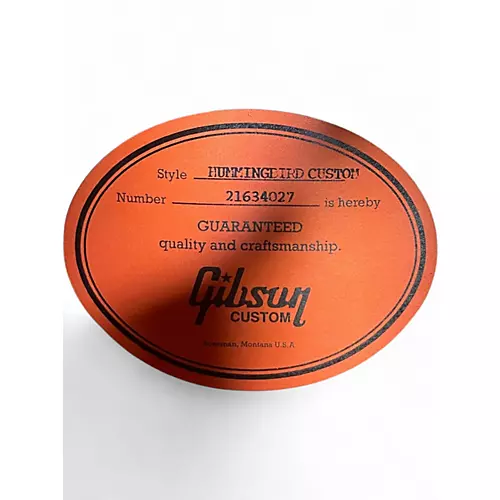 Style HUMMINGBIRD CUSTOM
Number 21634027 is hereby
GUARANTEED
quality and craftsmanship.
Gibson
CUSTOM
Bozeman, Montana U.S.A.